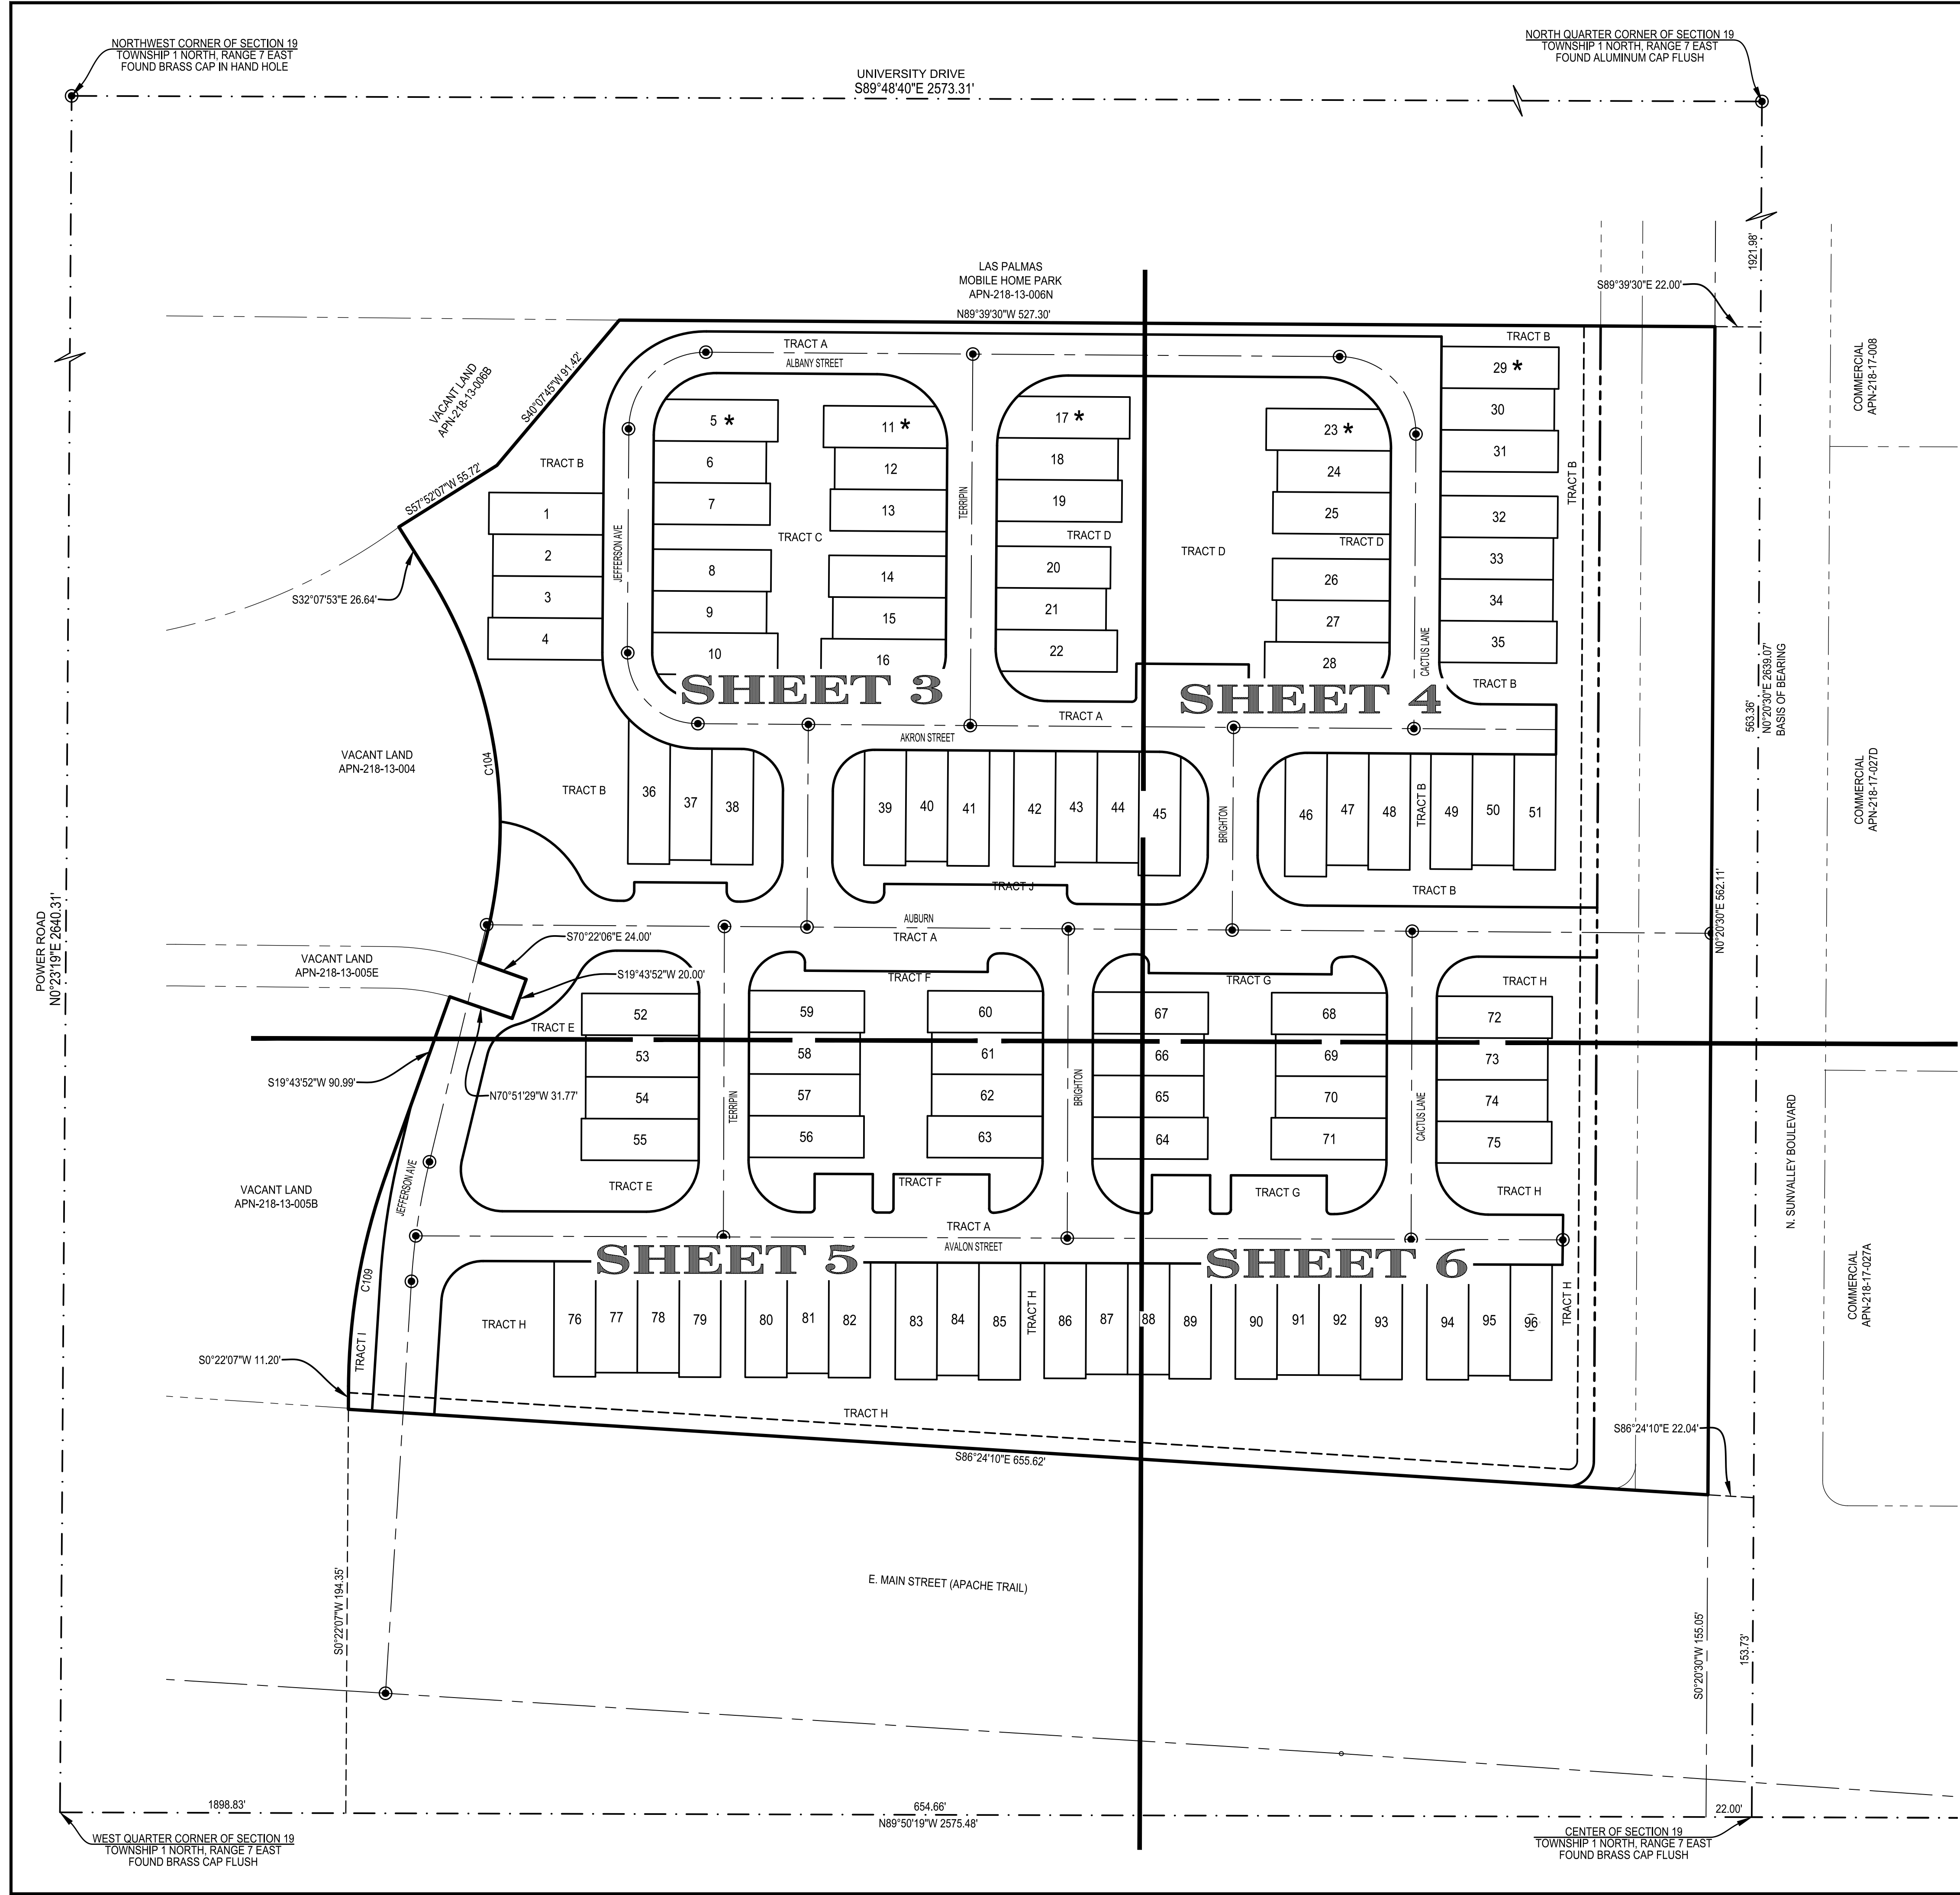 NORTHWEST CORNER OF SECTION 19
TOWNSHIP 1 NORTH, RANGE 7 EAST
FOUND BRASS CAP IN HAND HOLE
NORTH QUARTER CORNER OF SECTION 19
TOWNSHIP 1 NORTH, RANGE 7 EAST
FOUND ALUMINUM CAP FLUSH
UNIVERSITY DRIVE
S89°48'40"E 2573.31'
1921.98'
LAS PALMAS
MOBILE HOME PARK
APN-218-13-006N
N89°39'30"W 527.30'
S89°39'30"E 22.00'
VACANT LAND
APN-218-13-006B
S40°07'45"W 91.42'
S57°52'07"W 55.72'
S32°07'53"E 26.64'
COMMERCIAL
APN-218-17-008
TRACT A
ALBANY STREET
TRACT B
TRACT B
TRACT B
29 *
30
31
32
33
34
35
TRACT B
5 *
6
7
8
9
10
TRACT C
11 *
12
13
14
15
16
17 *
18
19
TRACT D
20
21
22
TRACT D
23 *
24
25
TRACT D
26
27
28
1
2
3
4
JEFFERSON AVE
TERRIPIN
CACTUS LANE
SHEET 3
SHEET 4
TRACT A
AKRON STREET
563.36'
N0°20'30"E 2639.07'
BASIS OF BEARING
VACANT LAND
APN-218-13-004
C104
TRACT B
36
37
38
39
40
41
42
43
44
45
BRIGHTON
46
47
48
TRACT B
49
50
51
TRACT J
TRACT B
COMMERCIAL
APN-218-17-027D
N0°20'30"E 562.11'
POWER ROAD
N0°23'19"E 2640.31'
AUBURN
TRACT A
VACANT LAND
APN-218-13-005E
S70°22'06"E 24.00'
S19°43'52"W 20.00'
TRACT F
TRACT G
TRACT H
TRACT E
52
53
54
55
59
58
57
56
60
61
62
63
67
66
65
64
68
69
70
71
72
73
74
75
S19°43'52"W 90.99'
N70°51'29"W 31.77'
TERRIPIN
BRIGHTON
CACTUS LANE
N. SUNVALLEY BOULEVARD
VACANT LAND
APN-218-13-005B
JEFFERSON AVE
TRACT E
TRACT F
TRACT G
TRACT H
TRACT A
AVALON STREET
SHEET 5
SHEET 6
COMMERCIAL
APN-218-17-027A
C109
TRACT I
TRACT H
76
77
78
79
80
81
82
83
84
85
TRACT H
86
87
88
89
90
91
92
93
94
95
96
TRACT H
S0°22'07"W 11.20'
TRACT H
S86°24'10"E 655.62'
S86°24'10"E 22.04'
E. MAIN STREET (APACHE TRAIL)
S0°22'07"W 194.35'
S0°20'30"W 155.05'
153.73'
1898.83'
654.66'
N89°50'19"W 2575.48'
22.00'
WEST QUARTER CORNER OF SECTION 19
TOWNSHIP 1 NORTH, RANGE 7 EAST
FOUND BRASS CAP FLUSH
CENTER OF SECTION 19
TOWNSHIP 1 NORTH, RANGE 7 EAST
FOUND BRASS CAP FLUSH